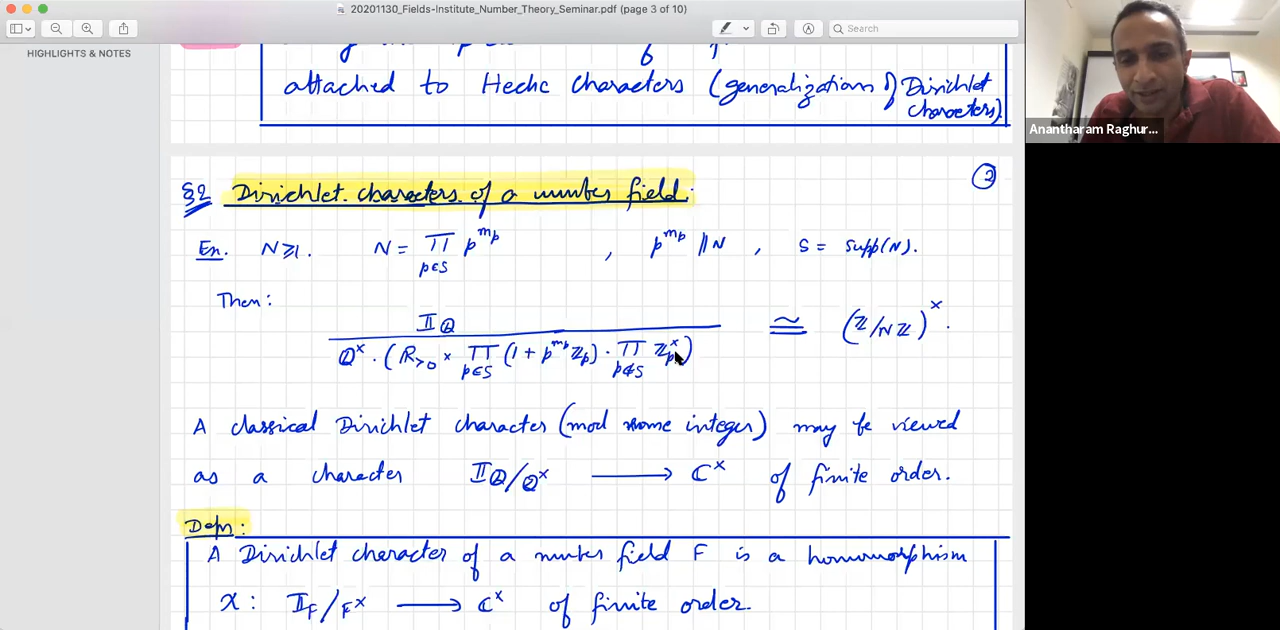 20201130_Fields-Institute_Number_Theory_Seminar.pdf (page 3 of 10)
Search
HIGHLIGHTS & NOTES
attached to Hecke characters (generalizations of Dirichlet characters).
Anantharam Raghur...
②
§2 Dirichlet characters of a number field.
Ex. N ⩾ 1. N = ∏_{p∈S} p^{m_p} , p^{m_p} || N , S = supp(N).
Then:
𝕀_ℚ / ℚ^× · (ℝ_{>0} × ∏_{p∈S} (1 + p^{m_p} ℤ_p) · ∏_{p∉S} ℤ_p^×) ≅ (ℤ/Nℤ)^×.
A classical Dirichlet character (mod some integer) may be viewed
as a character 𝕀_ℚ/ℚ^× ⟶ ℂ^× of finite order.
Defn:
A Dirichlet character of a number field F is a homomorphism
χ: 𝕀_F/F^× ⟶ ℂ^× of finite order.